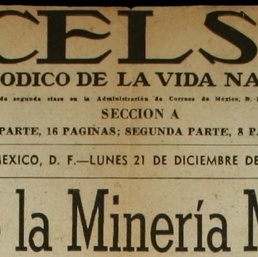 CELS
ODICO DE LA VIDA NA
de segunda clase en la Administración de Correos de México, D.
SECCION A
PARTE, 16 PAGINAS; SEGUNDA PARTE, 8 P
MEXICO, D. F.—LUNES 21 DE DICIEMBRE DE
la Minería